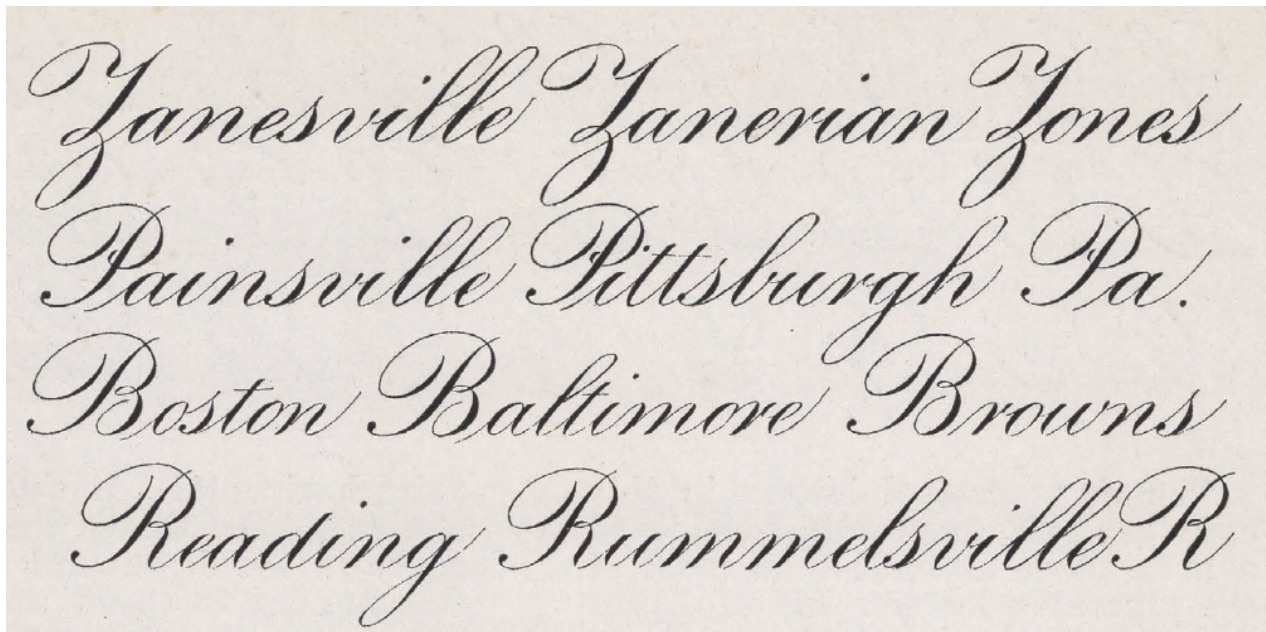 Zanesville Zanerian Zones
Painsville Pittsburgh Pa.
Boston Baltimore Browns
Reading Rummelsville R